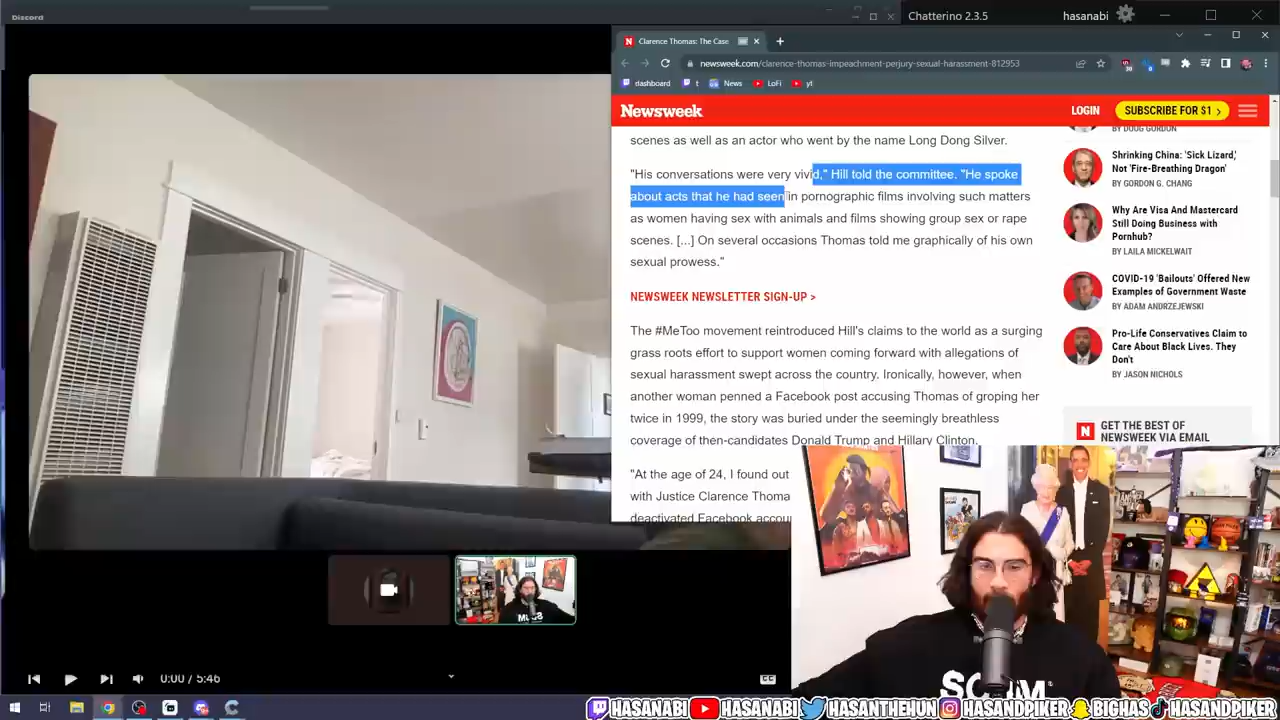 Discord
Chatterino 2.3.5
hasanabi
Clarence Thomas: The Case
newsweek.com/clarence-thomas-impeachment-perjury-sexual-harassment-812953
dashboard
t
News
LoFi
yt
Newsweek
LOGIN
SUBSCRIBE FOR $1 >
scenes as well as an actor who went by the name Long Dong Silver.
"His conversations were very vivid," Hill told the committee. "He spoke
about acts that he had seen in pornographic films involving such matters
as women having sex with animals and films showing group sex or rape
scenes. [...] On several occasions Thomas told me graphically of his own
sexual prowess."
NEWSWEEK NEWSLETTER SIGN-UP >
The #MeToo movement reintroduced Hill's claims to the world as a surging
grass roots effort to support women coming forward with allegations of
sexual harassment swept across the country. Ironically, however, when
another woman penned a Facebook post accusing Thomas of groping her
twice in 1999, the story was buried under the seemingly breathless
coverage of then-candidates Donald Trump and Hillary Clinton.
"At the age of 24, I found out
with Justice Clarence Thoma
deactivated Facebook accou
BY DOUG GORDON
Shrinking China: 'Sick Lizard,'
Not 'Fire-Breathing Dragon'
BY GORDON G. CHANG
Why Are Visa And Mastercard
Still Doing Business with
Pornhub?
BY LAILA MICKELWAIT
COVID-19 'Bailouts' Offered New
Examples of Government Waste
BY ADAM ANDRZEJEWSKI
Pro-Life Conservatives Claim to
Care About Black Lives. They
Don't
BY JASON NICHOLS
GET THE BEST OF
NEWSWEEK VIA EMAIL
0:00 / 5:46
CC
HASANABI
HASANABI
HASANTHEHUN
HASANDPIKER
BIGHAS
HASANDPIKER